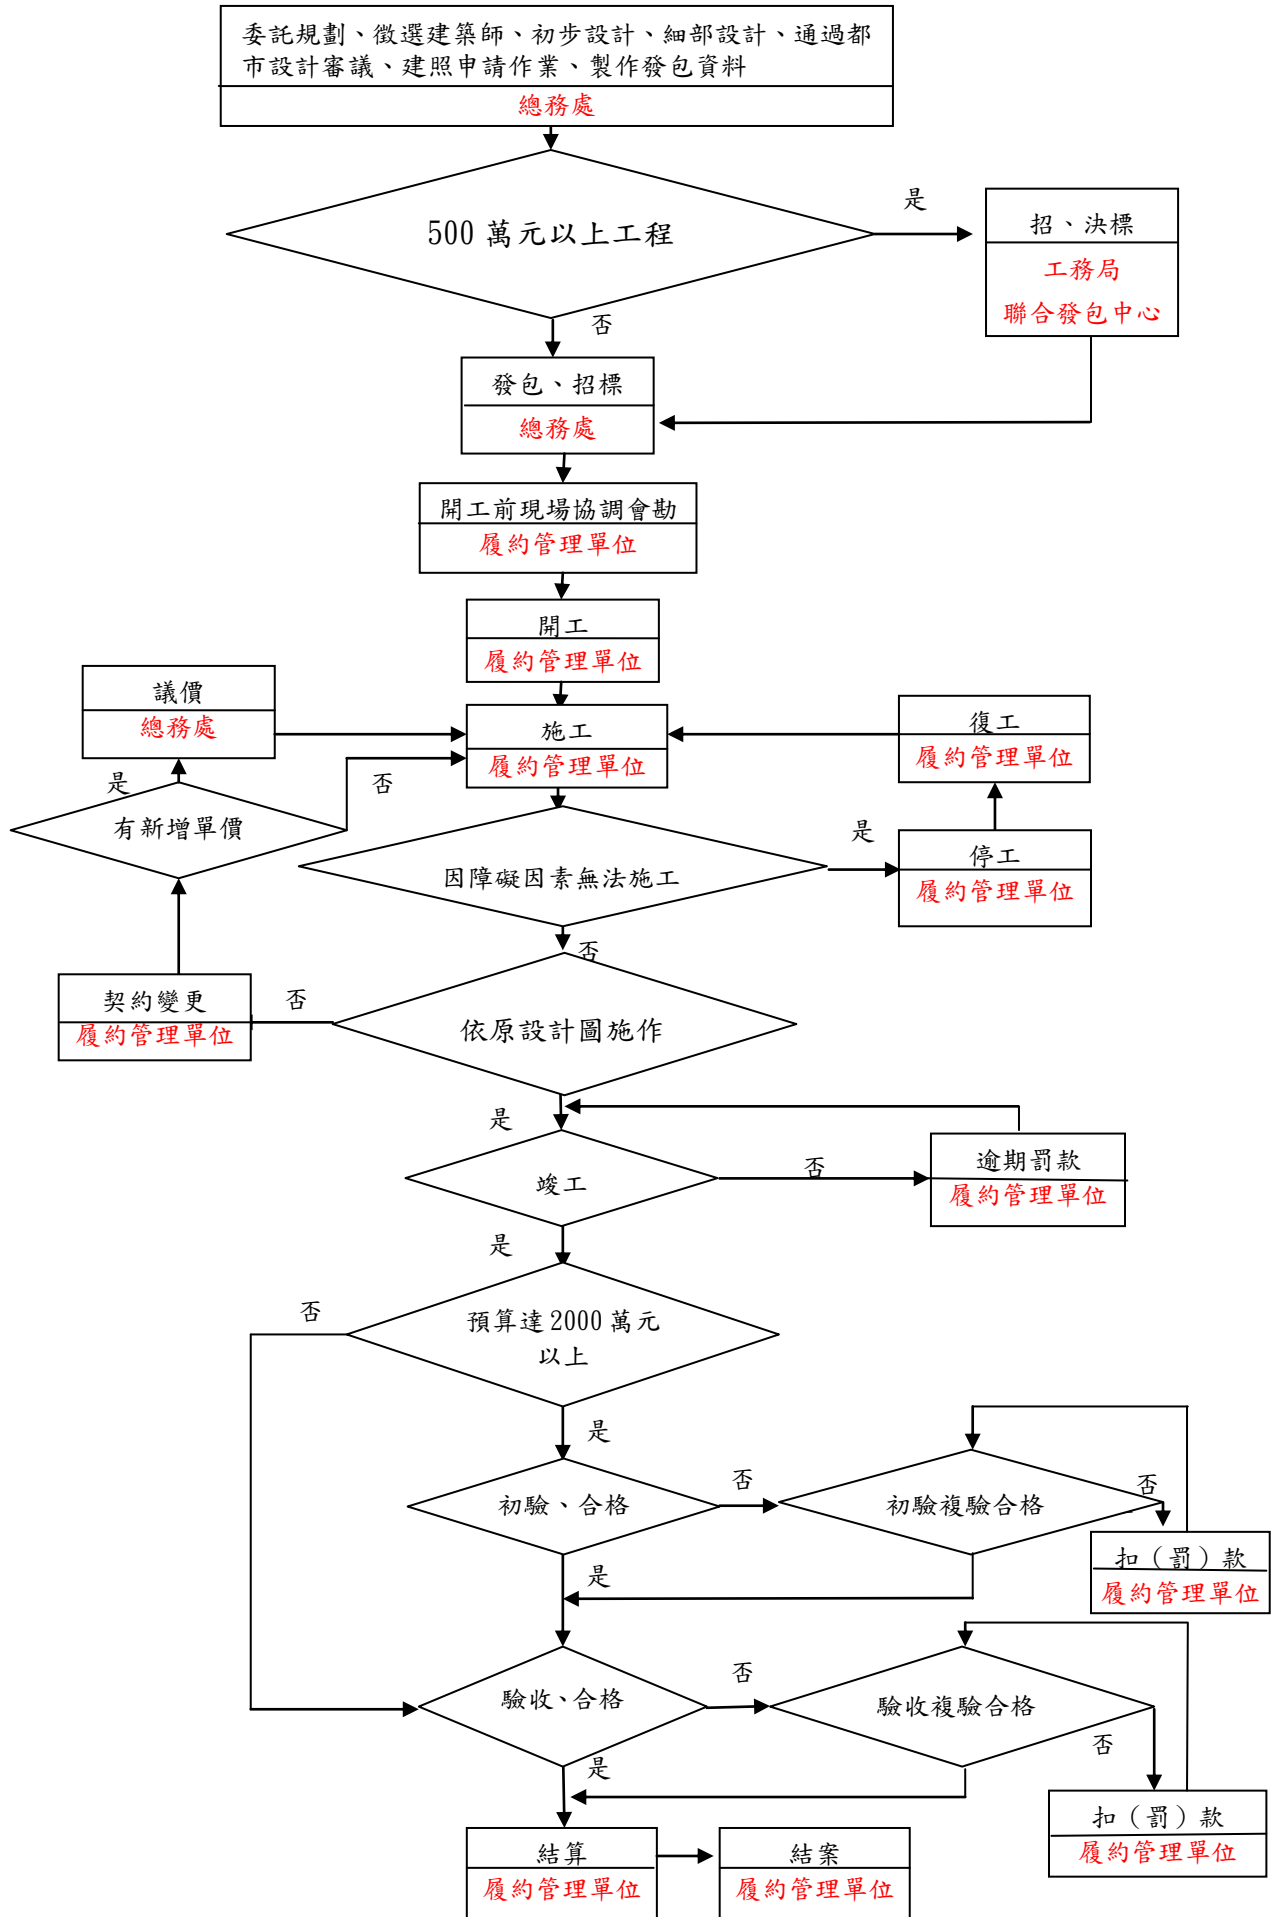 委託規劃、徵選建築師、初步設計、細部設計、通過都
市設計審議、建照申請作業、製作發包資料
總務處
500 萬元以上工程
是
招、決標
工務局
聯合發包中心
否
發包、招標
總務處
開工前現場協調會勘
履約管理單位
開工
履約管理單位
議價
總務處
施工
履約管理單位
復工
履約管理單位
是
否
有新增單價
因障礙因素無法施工
是
停工
履約管理單位
否
契約變更
履約管理單位
否
依原設計圖施作
是
竣工
否
逾期罰款
履約管理單位
是
否
預算達 2000 萬元
以上
是
初驗、合格
否
初驗複驗合格
否
扣（罰）款
履約管理單位
是
驗收、合格
否
驗收複驗合格
否
扣（罰）款
履約管理單位
是
結算
履約管理單位
結案
履約管理單位